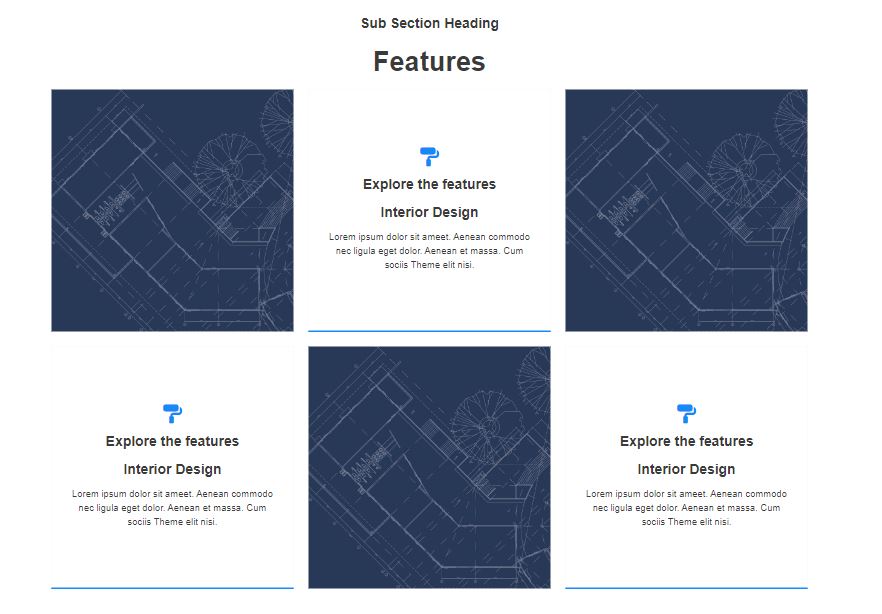 Sub Section Heading
Features
Explore the features
Interior Design
Lorem ipsum dolor sit ameet. Aenean commodo
nec ligula eget dolor. Aenean et massa. Cum
sociis Theme elit nisi.
Explore the features
Interior Design
Lorem ipsum dolor sit ameet. Aenean commodo
nec ligula eget dolor. Aenean et massa. Cum
sociis Theme elit nisi.
Explore the features
Interior Design
Lorem ipsum dolor sit ameet. Aenean commodo
nec ligula eget dolor. Aenean et massa. Cum
sociis Theme elit nisi.